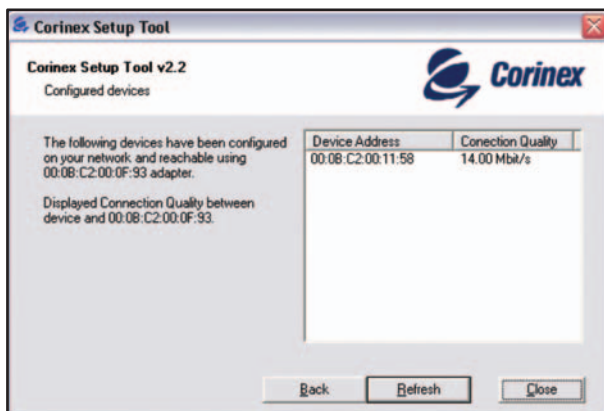 Corinex Setup Tool
Corinex Setup Tool v2.2
Configured devices
Corinex
The following devices have been configured
on your network and reachable using
00:0B:C2:00:0F:93 adapter.
Displayed Connection Quality between
device and 00:0B:C2:00:0F:93.
Device Address Conection Quality
00:0B:C2:00:11:58 14.00 Mbit/s
Back Refresh Close